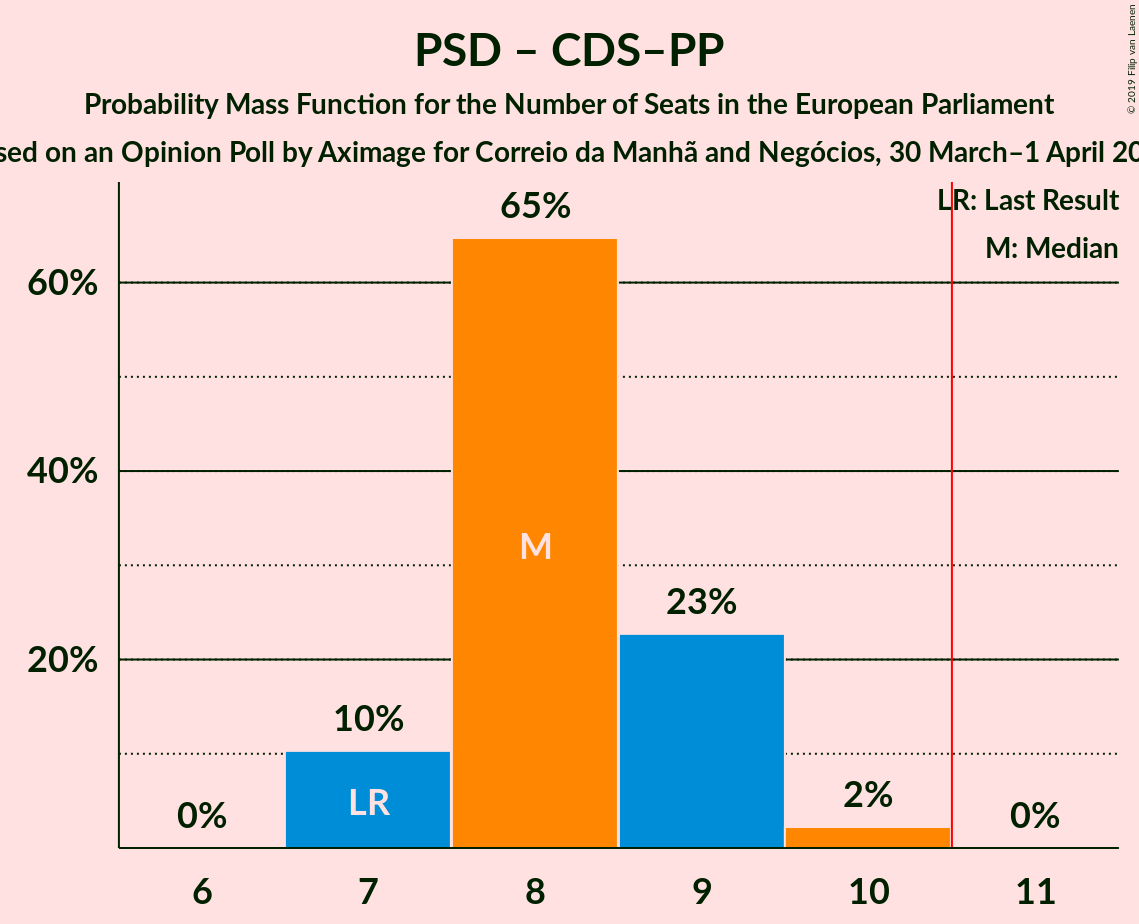 PSD – CDS–PP
Probability Mass Function for the Number of Seats in the European Parliament
sed on an Opinion Poll by Aximage for Correio da Manhã and Negócios, 30 March–1 April 20
© 2019 Filip van Laenen
LR: Last Result
M: Median
65%
60%
40%
M
23%
20%
10%
LR
2%
0%
0%
6 7 8 9 10 11